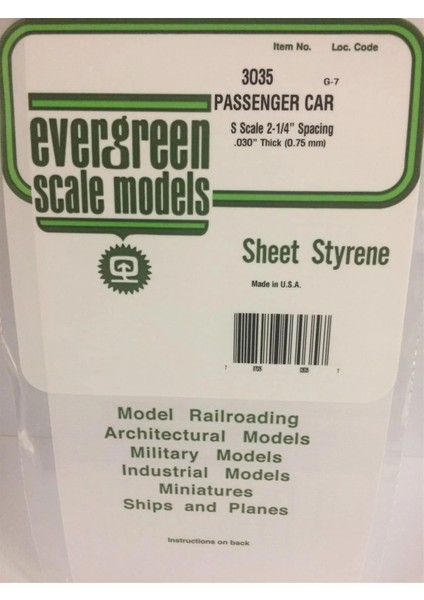 Item No. Loc. Code
3035 G-7
PASSENGER CAR
S Scale 2-1/4" Spacing
.030" Thick (0.75 mm)
evergreen
scale models
Sheet Styrene
Made in U.S.A.
Model Railroading
Architectural Models
Military Models
Industrial Models
Miniatures
Ships and Planes
Instructions on back